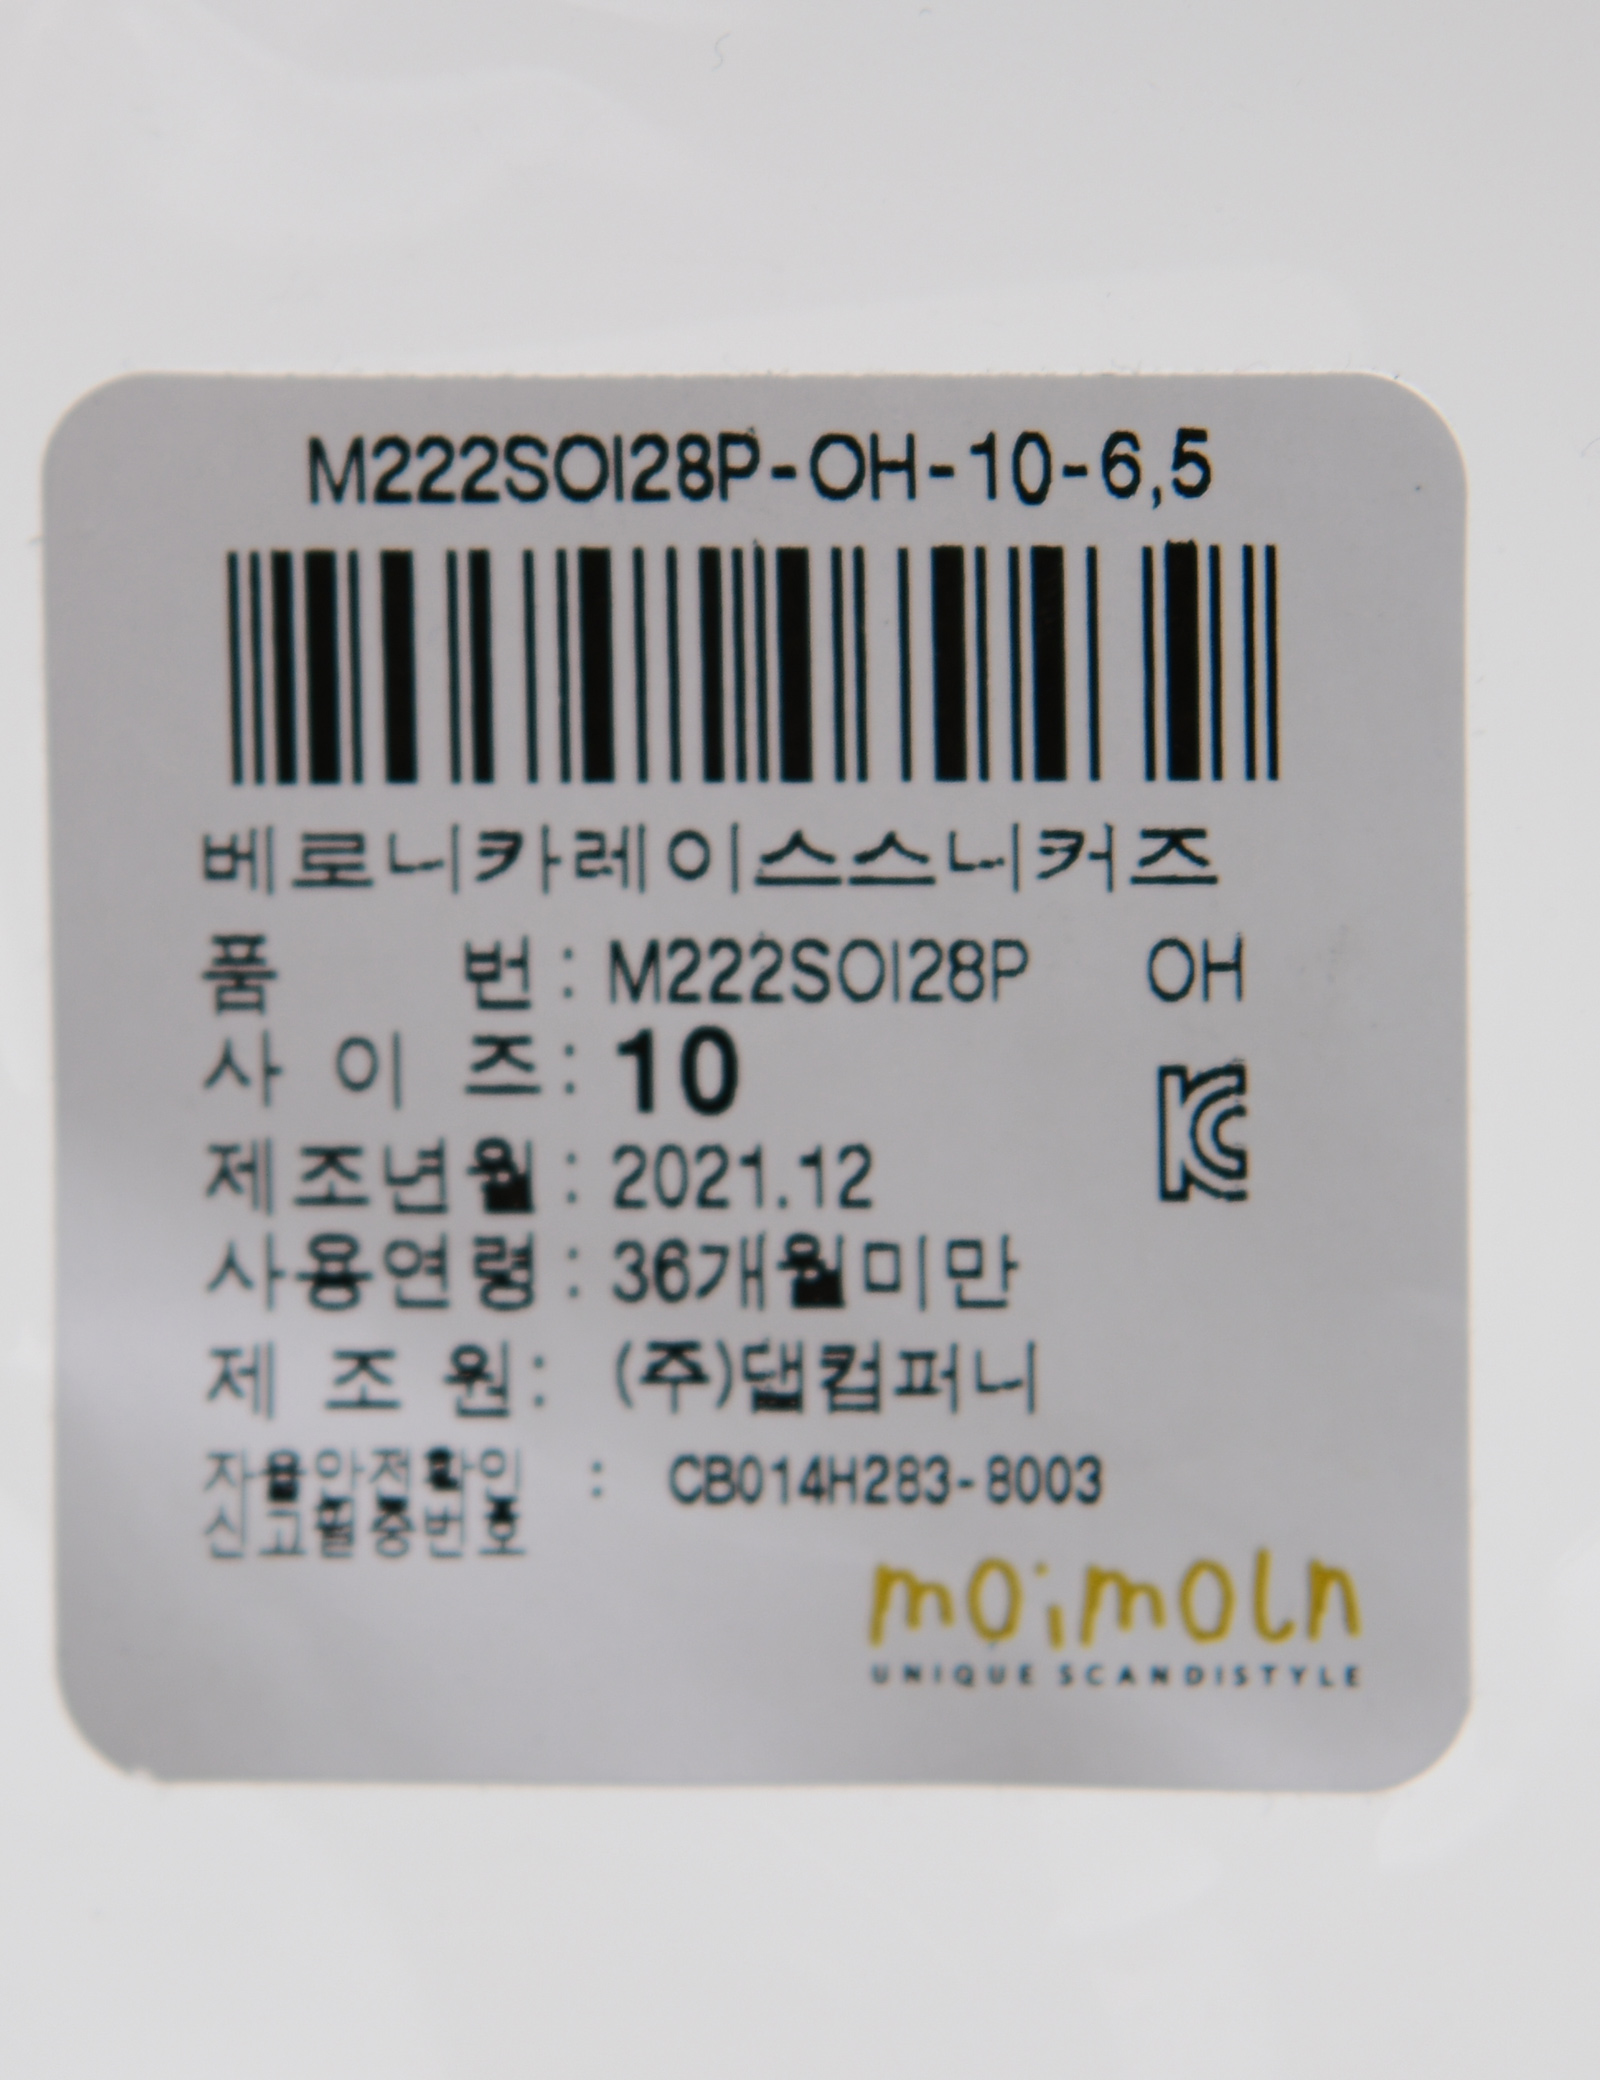 M222SOI28P-OH-10-6,5
베로니카레이스스니커즈
품 번 : M222SOI28P OH
사 이 즈 : 10
제조년월 : 2021.12
사용연령 : 36개월미만
제 조 원 : (주)댑컴퍼니
자율안전확인 : CB014H283-8003
신고필증번호
moimoln
UNIQUE SCANDISTYLE